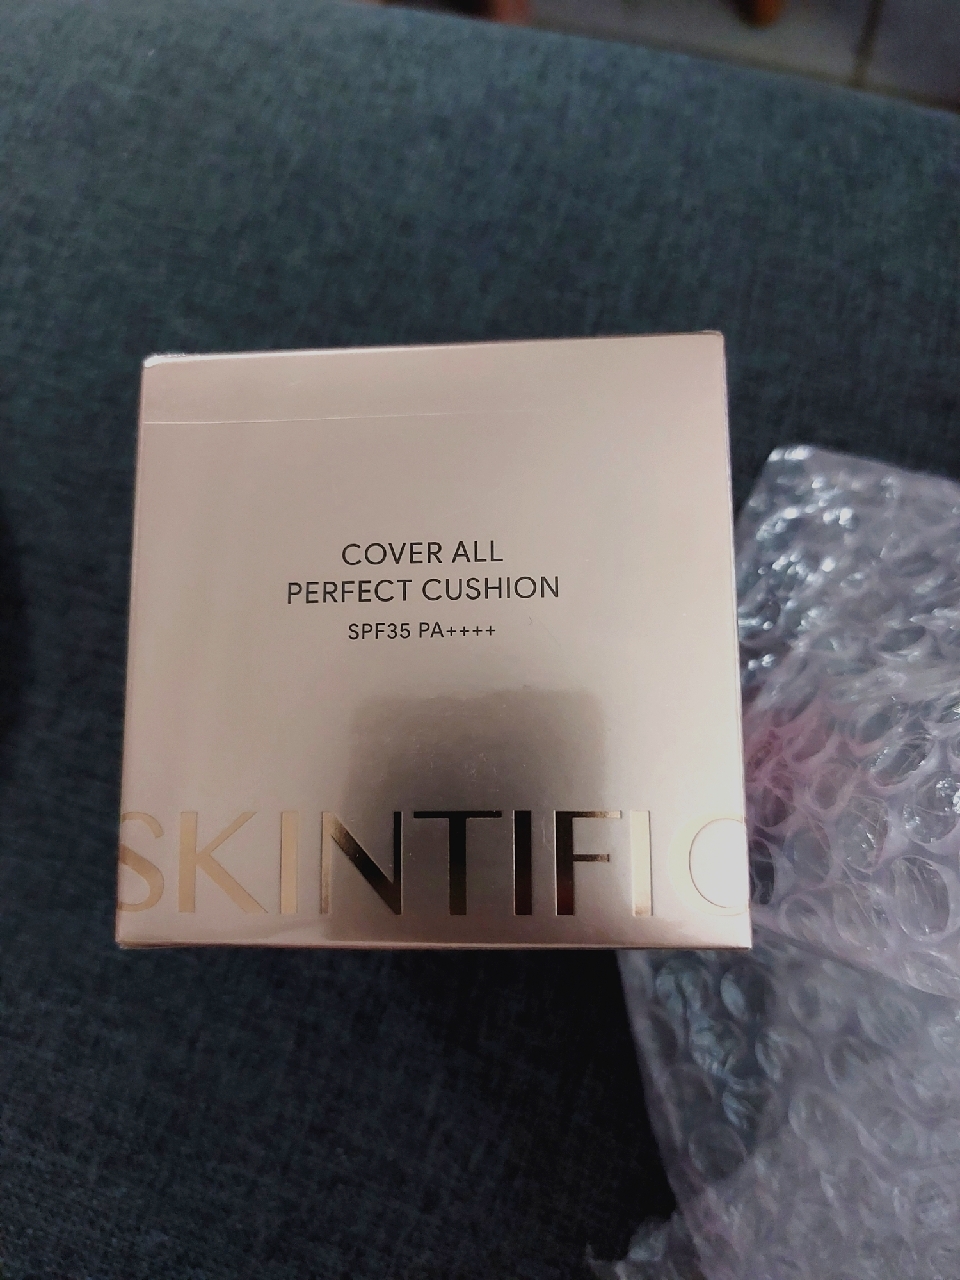 COVER ALL
PERFECT CUSHION
SPF35 PA++++
SKINTIFIC